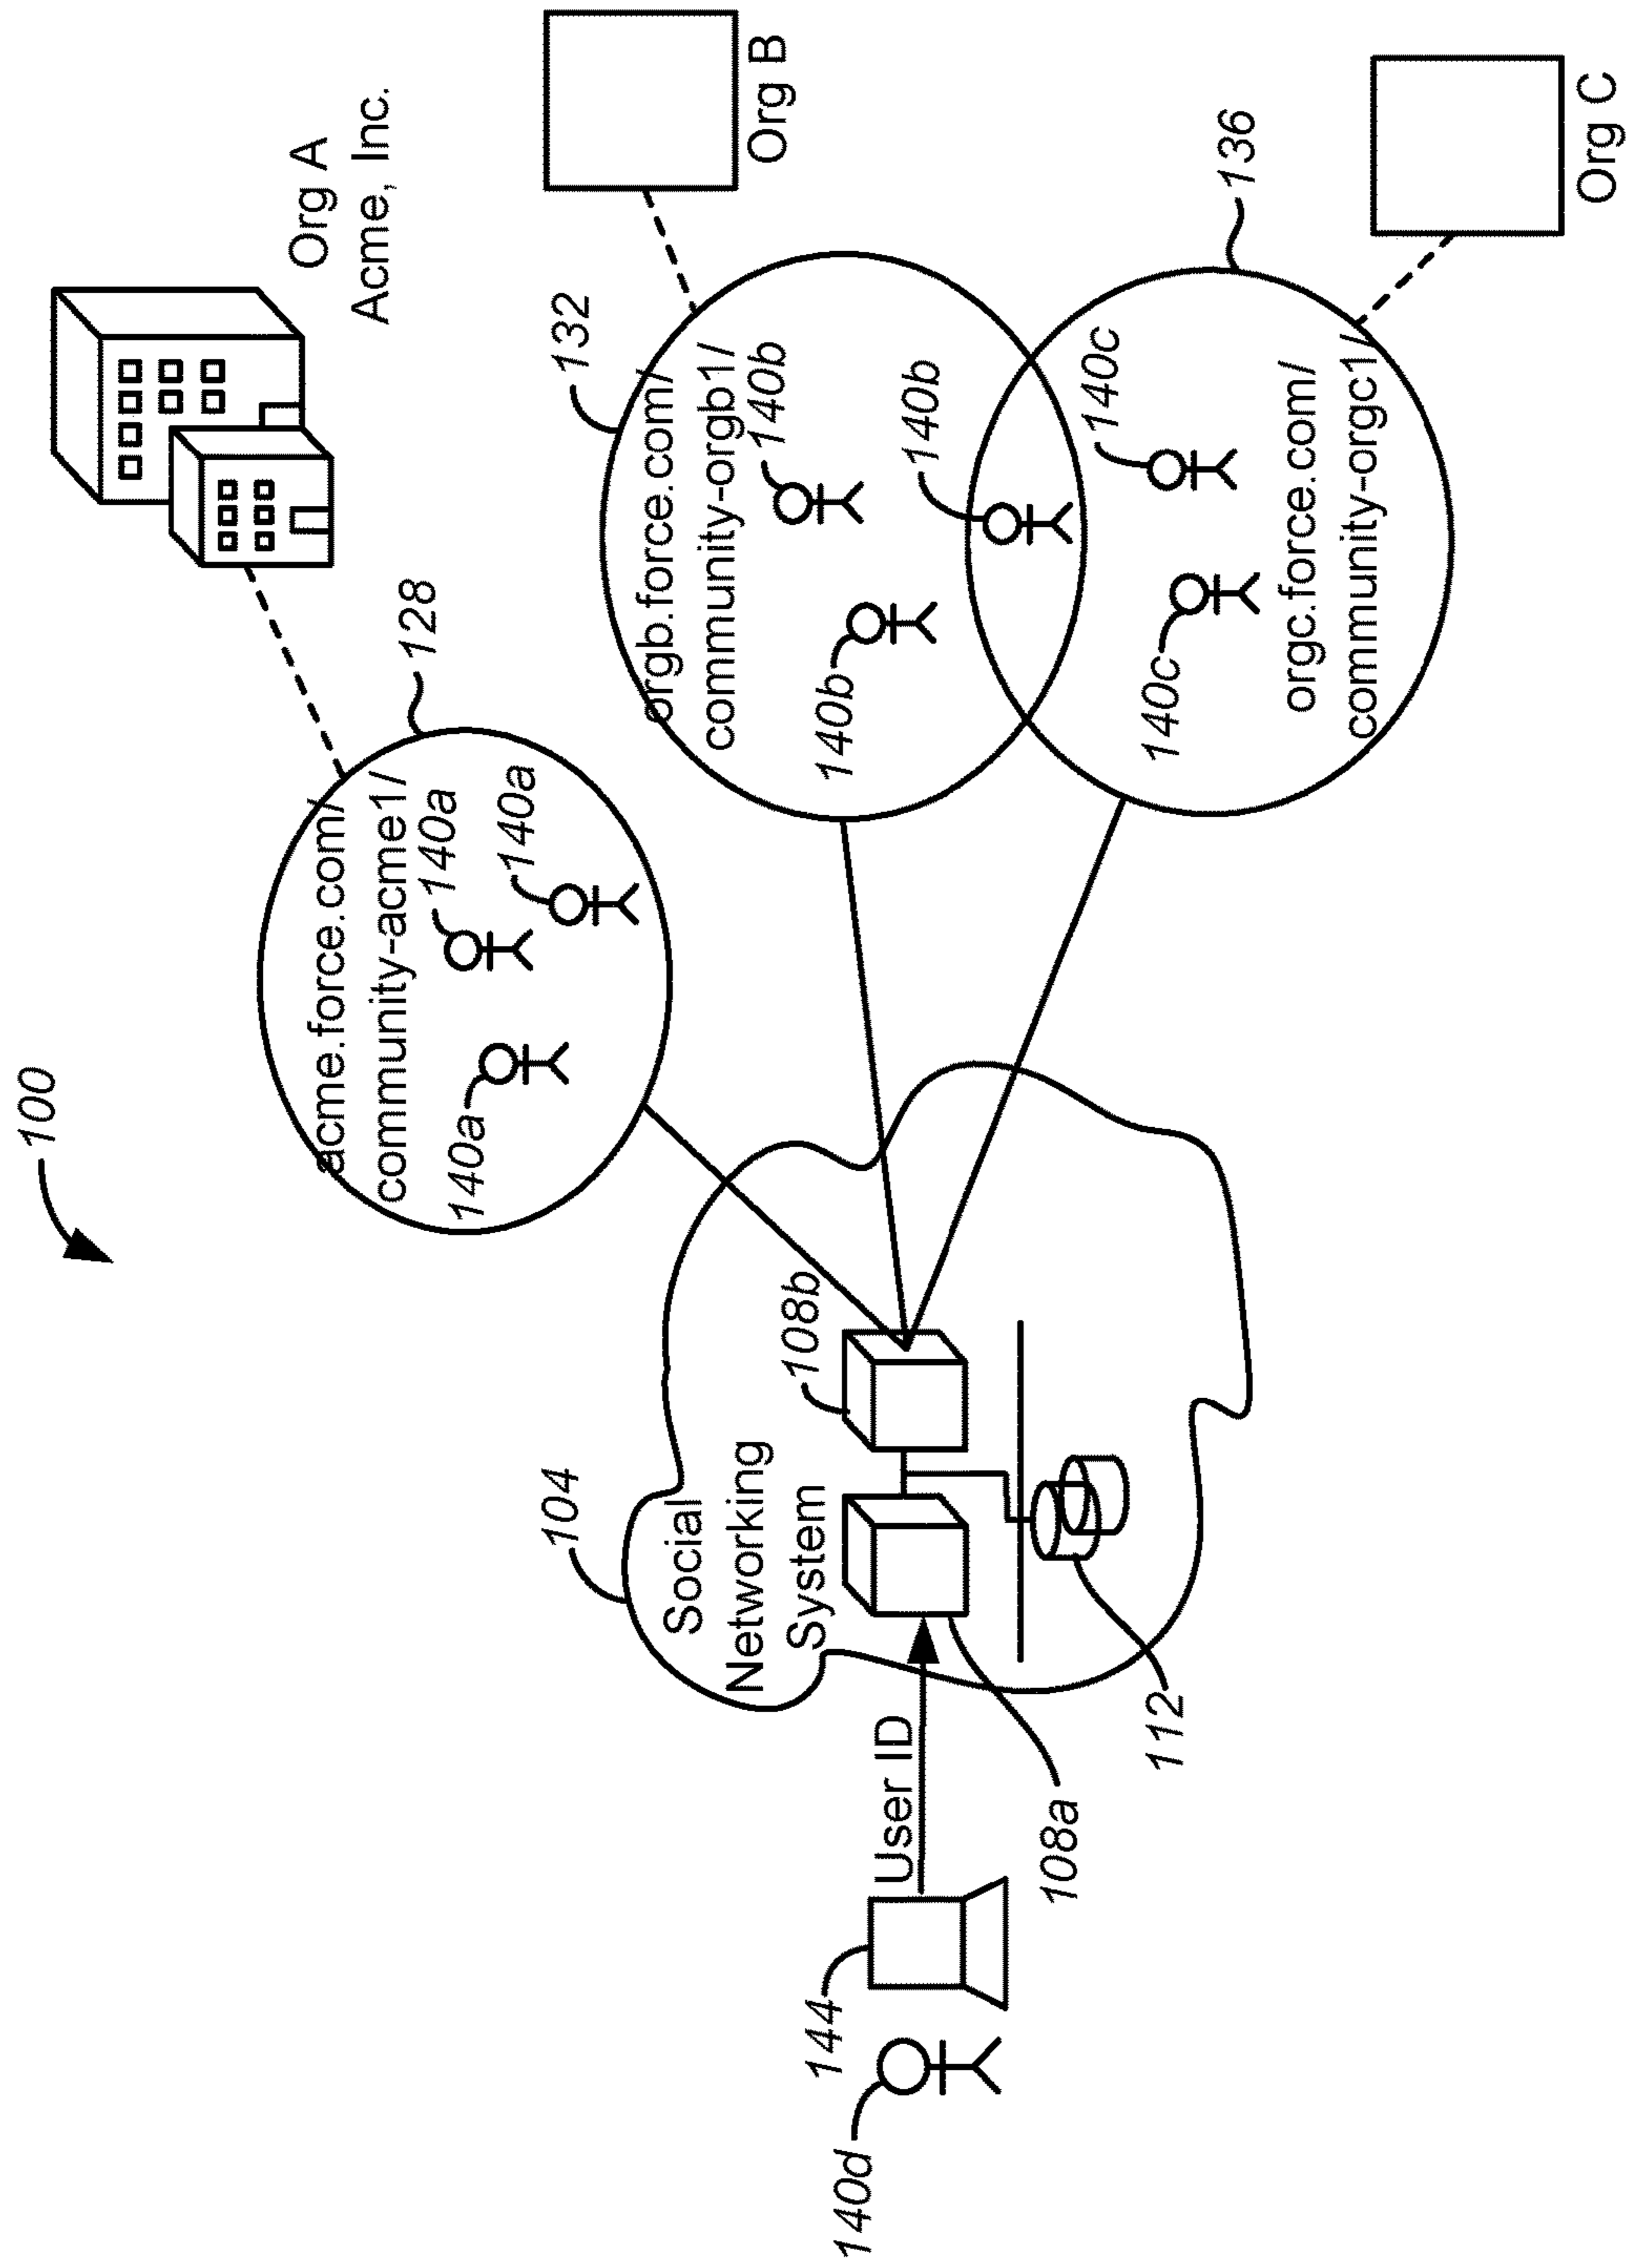 100
Org A
Acme, Inc.
128
acme.force.com/
community-acme1/
140a
140a
140a
Org B
132
orgb.force.com/
community-orgb1/
140b
140b
140b
136
140c
140c
orgc.force.com/
community-orgc1/
Org C
104
Social
Networking
System
108b
User ID
108a
112
144
140d